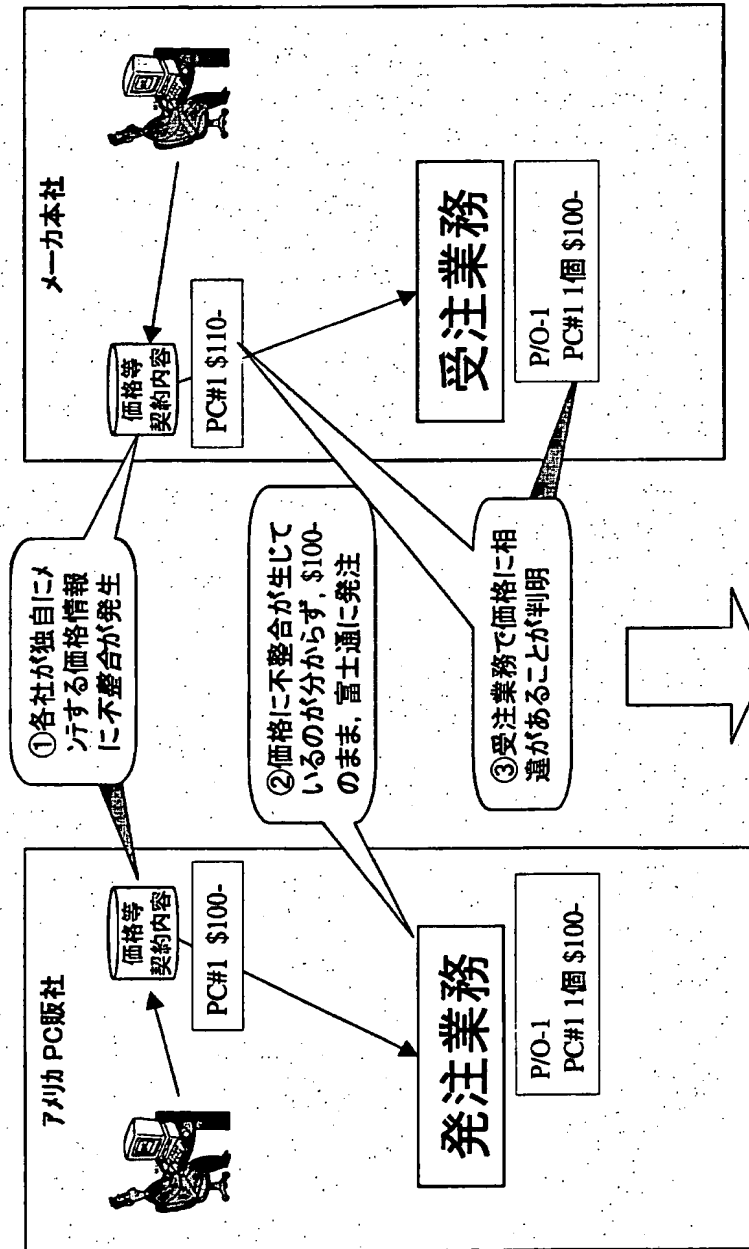 アメリカ PC販社
価格等
契約内容
PC#1 $100-
発注業務
P/O-1
PC#1 1個 $100-
①各社が独自にメ
ンテする価格情報
に不整合が発生
②価格に不整合が生じて
いるのが分からず, $100-
のまま, 富士通に発注
③受注業務で価格に相
違があることが判明
メーカ本社
価格等
契約内容
PC#1 $110-
受注業務
P/O-1
PC#1 1個 $100-